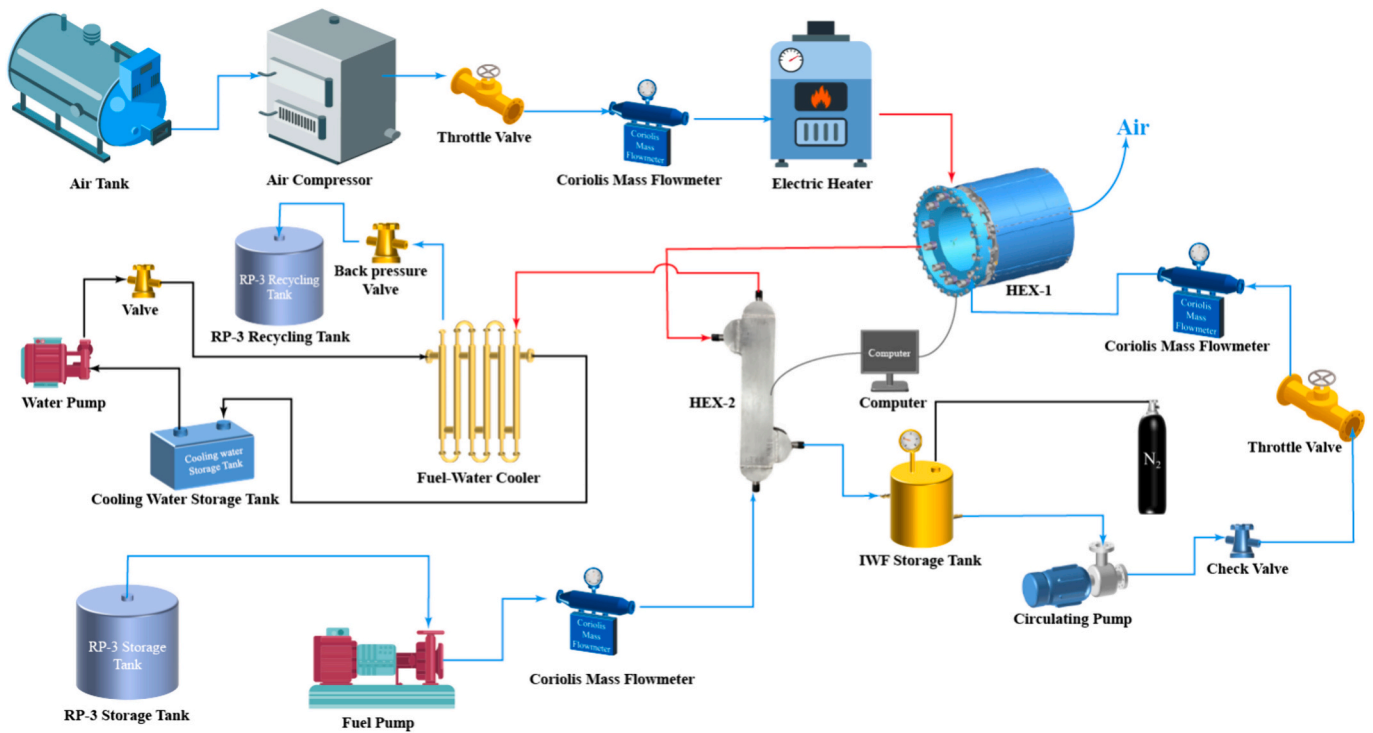 Air Tank
Air Compressor
Throttle Valve
Coriolis
Mass
Flowmeter
Coriolis Mass Flowmeter
Electric Heater
Air
HEX-1
RP-3 Recycling
Tank
RP-3 Recycling Tank
Back pressure
Valve
Valve
Water Pump
Cooling water
Storage Tank
Cooling Water Storage Tank
Fuel-Water Cooler
HEX-2
Computer
Computer
Coriolis
Mass
Flowmeter
Coriolis Mass Flowmeter
Throttle Valve
N2
IWF Storage Tank
Check Valve
Circulating Pump
RP-3 Storage
Tank
RP-3 Storage Tank
Fuel Pump
Coriolis
Mass
Flowmeter
Coriolis Mass Flowmeter